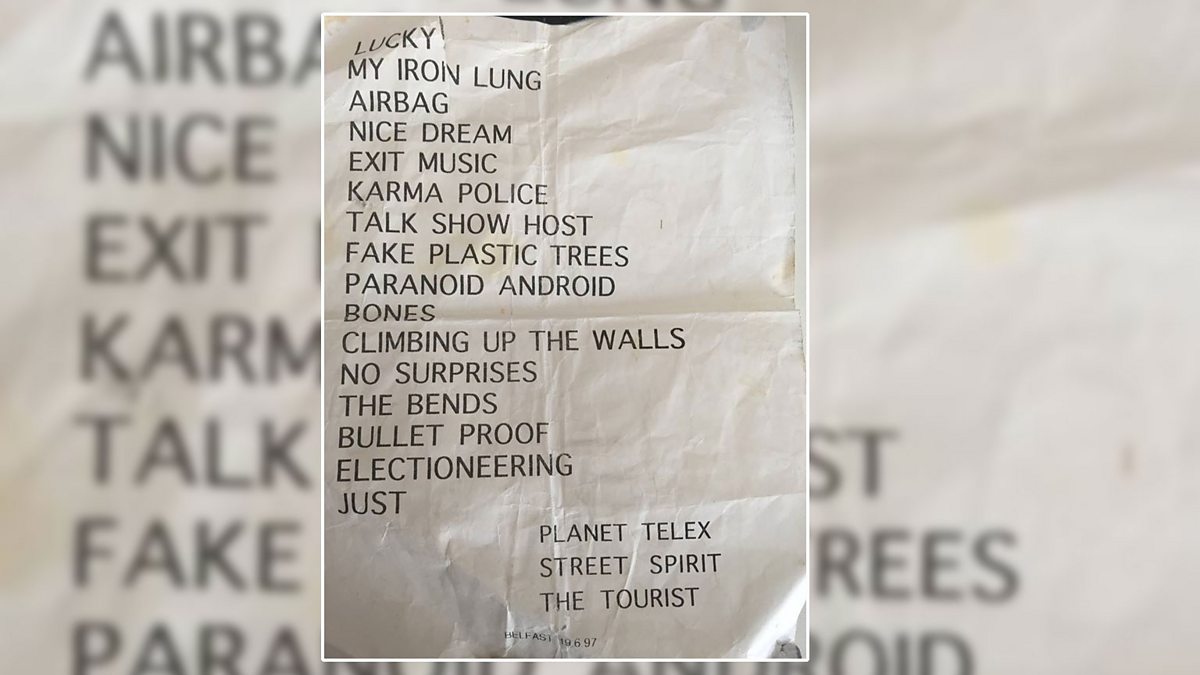 LUCKY
MY IRON LUNG
AIRBAG
NICE DREAM
EXIT MUSIC
KARMA POLICE
TALK SHOW HOST
FAKE PLASTIC TREES
PARANOID ANDROID
BONES
CLIMBING UP THE WALLS
NO SURPRISES
THE BENDS
BULLET PROOF
ELECTIONEERING
JUST
PLANET TELEX
STREET SPIRIT
THE TOURIST
BELFAST 19.6.97